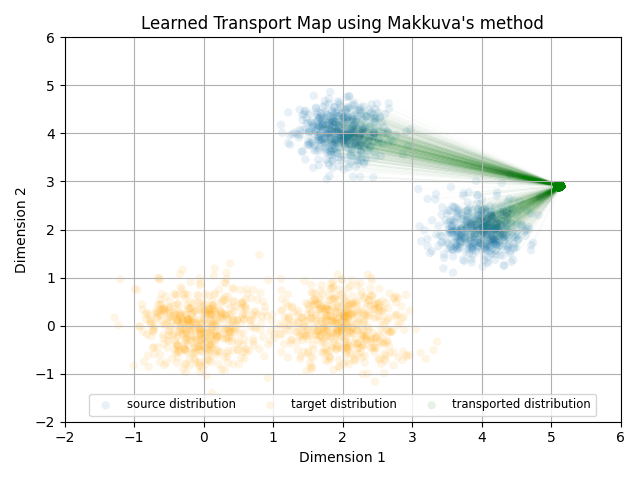 Learned Transport Map using Makkuva's method
6
5
4
3
2
1
0
−1
−2
Dimension 2
source distribution target distribution transported distribution
−2 −1 0 1 2 3 4 5 6
Dimension 1